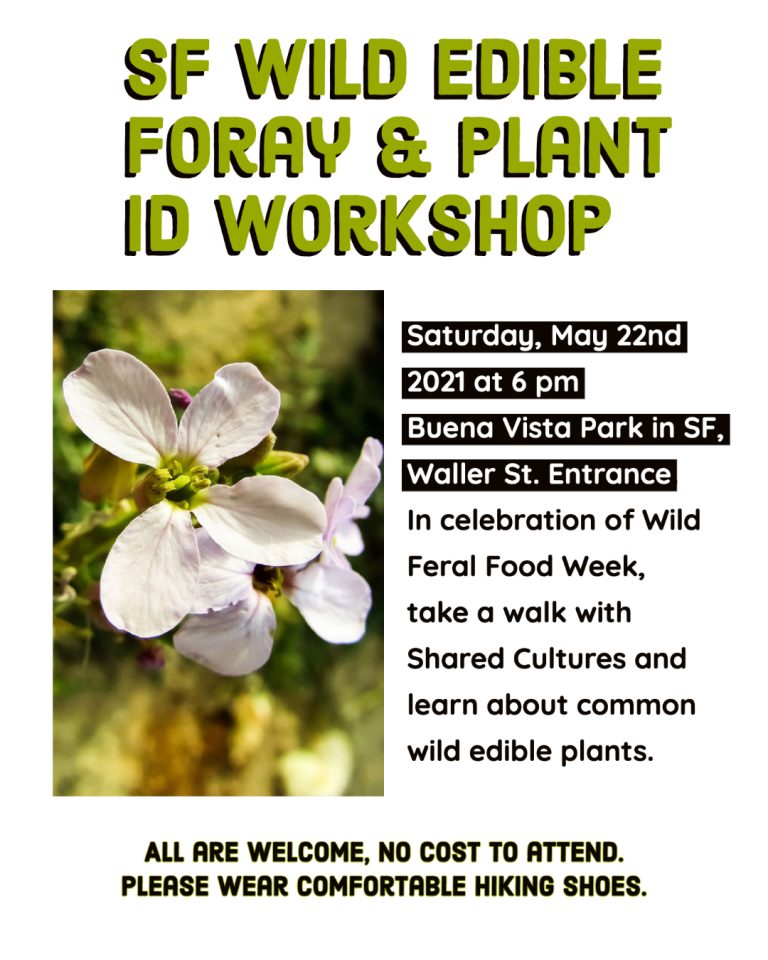 SF WILD EDIBLE
FORAY & PLANT
ID WORKSHOP
Saturday, May 22nd
2021 at 6 pm
Buena Vista Park in SF,
Waller St. Entrance
In celebration of Wild
Feral Food Week,
take a walk with
Shared Cultures and
learn about common
wild edible plants.
ALL ARE WELCOME, NO COST TO ATTEND.
PLEASE WEAR COMFORTABLE HIKING SHOES.